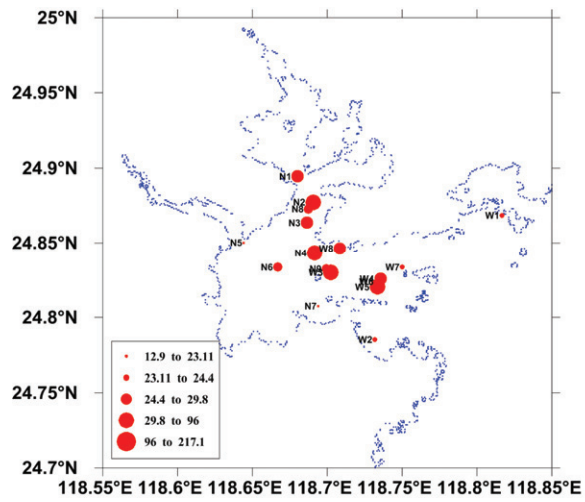 25°N
24.95°N
24.9°N
24.85°N
24.8°N
24.75°N
24.7°N
N1
N2
N8
N3
W1
N5
N4
W8
N6
W7
W4
W5
N7
W2
12.9 to 23.11
23.11 to 24.4
24.4 to 29.8
29.8 to 96
96 to 217.1
118.55°E 118.6°E 118.65°E 118.7°E 118.75°E 118.8°E 118.85°E